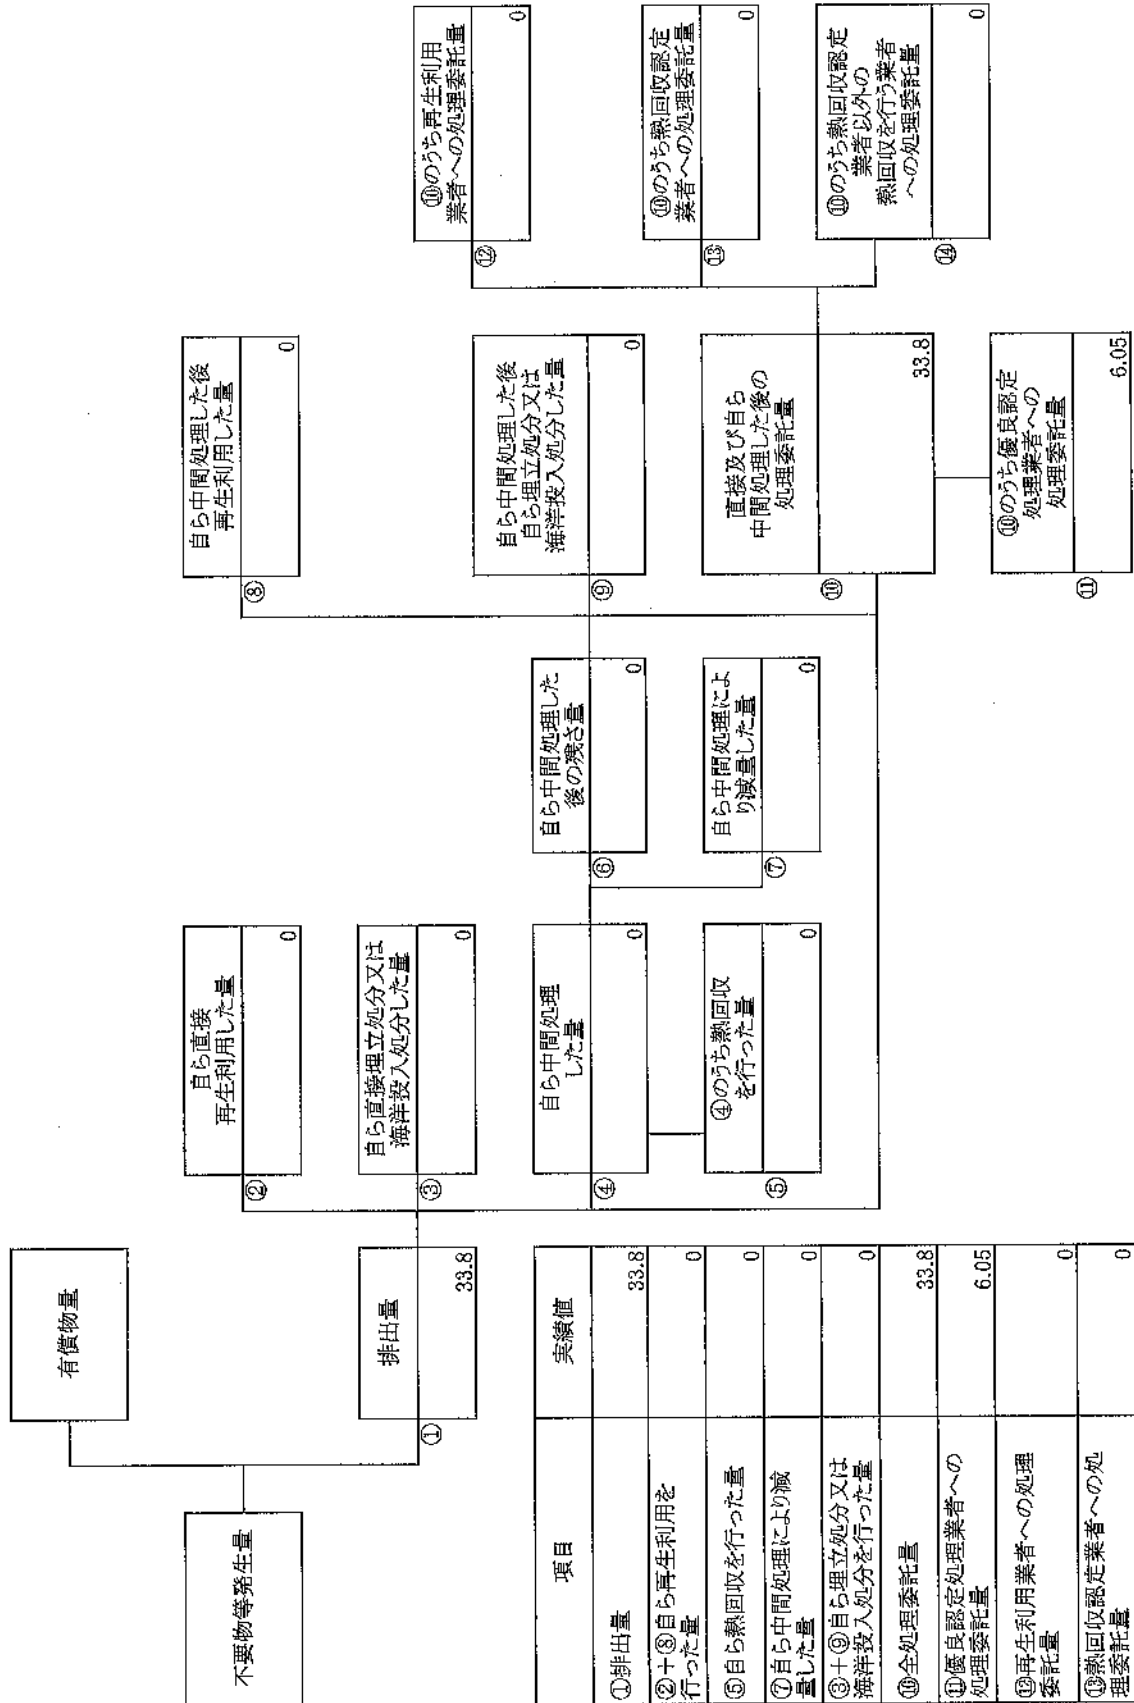 不要物等発生量
有償物量
①
排出量
33.8
②
自ら直接
再生利用した量
0
③
自ら直接埋立処分又は
海洋投入処分した量
0
④
自ら中間処理
した量
0
⑤
④のうち熱回収
を行った量
0
⑥
自ら中間処理した
後の残さ量
0
⑦
自ら中間処理によ
り減量した量
0
⑧
自ら中間処理した後
再生利用した量
0
⑨
自ら中間処理した後
自ら埋立処分又は
海洋投入処分した量
0
⑩
直接及び自ら
中間処理した後の
処理委託量
33.8
⑪
⑩のうち優良認定
処理業者への
処理委託量
6.05
⑫
⑩のうち再生利用
業者への処理委託量
0
⑬
⑩のうち熱回収認定
業者への処理委託量
0
⑭
⑩のうち熱回収認定
業者以外の
熱回収を行う業者
への処理委託量
0
項目
実績値
①排出量
33.8
②+⑧自ら再生利用を
行った量
0
⑤自ら熱回収を行った量
0
⑦自ら中間処理により減
量した量
0
③+⑨自ら埋立処分又は
海洋投入処分を行った量
0
⑩全処理委託量
33.8
⑪優良認定処理業者への
処理委託量
6.05
⑫再生利用業者への処理
委託量
0
⑬熱回収認定業者への処
理委託量
0